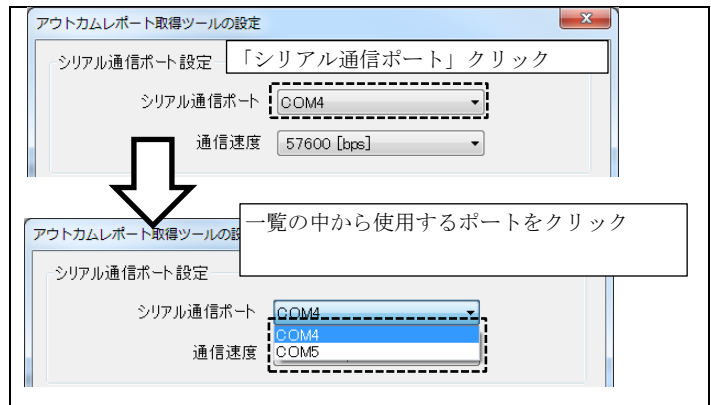 アウトカムレポート取得ツールの設定
シリアル通信ポート設定
「シリアル通信ポート」クリック
シリアル通信ポート COM4
通信速度 57600 [bps]
一覧の中から使用するポートをクリック
アウトカムレポート取得ツールの設
シリアル通信ポート設定
シリアル通信ポート COM4
COM4
通信速度 COM5